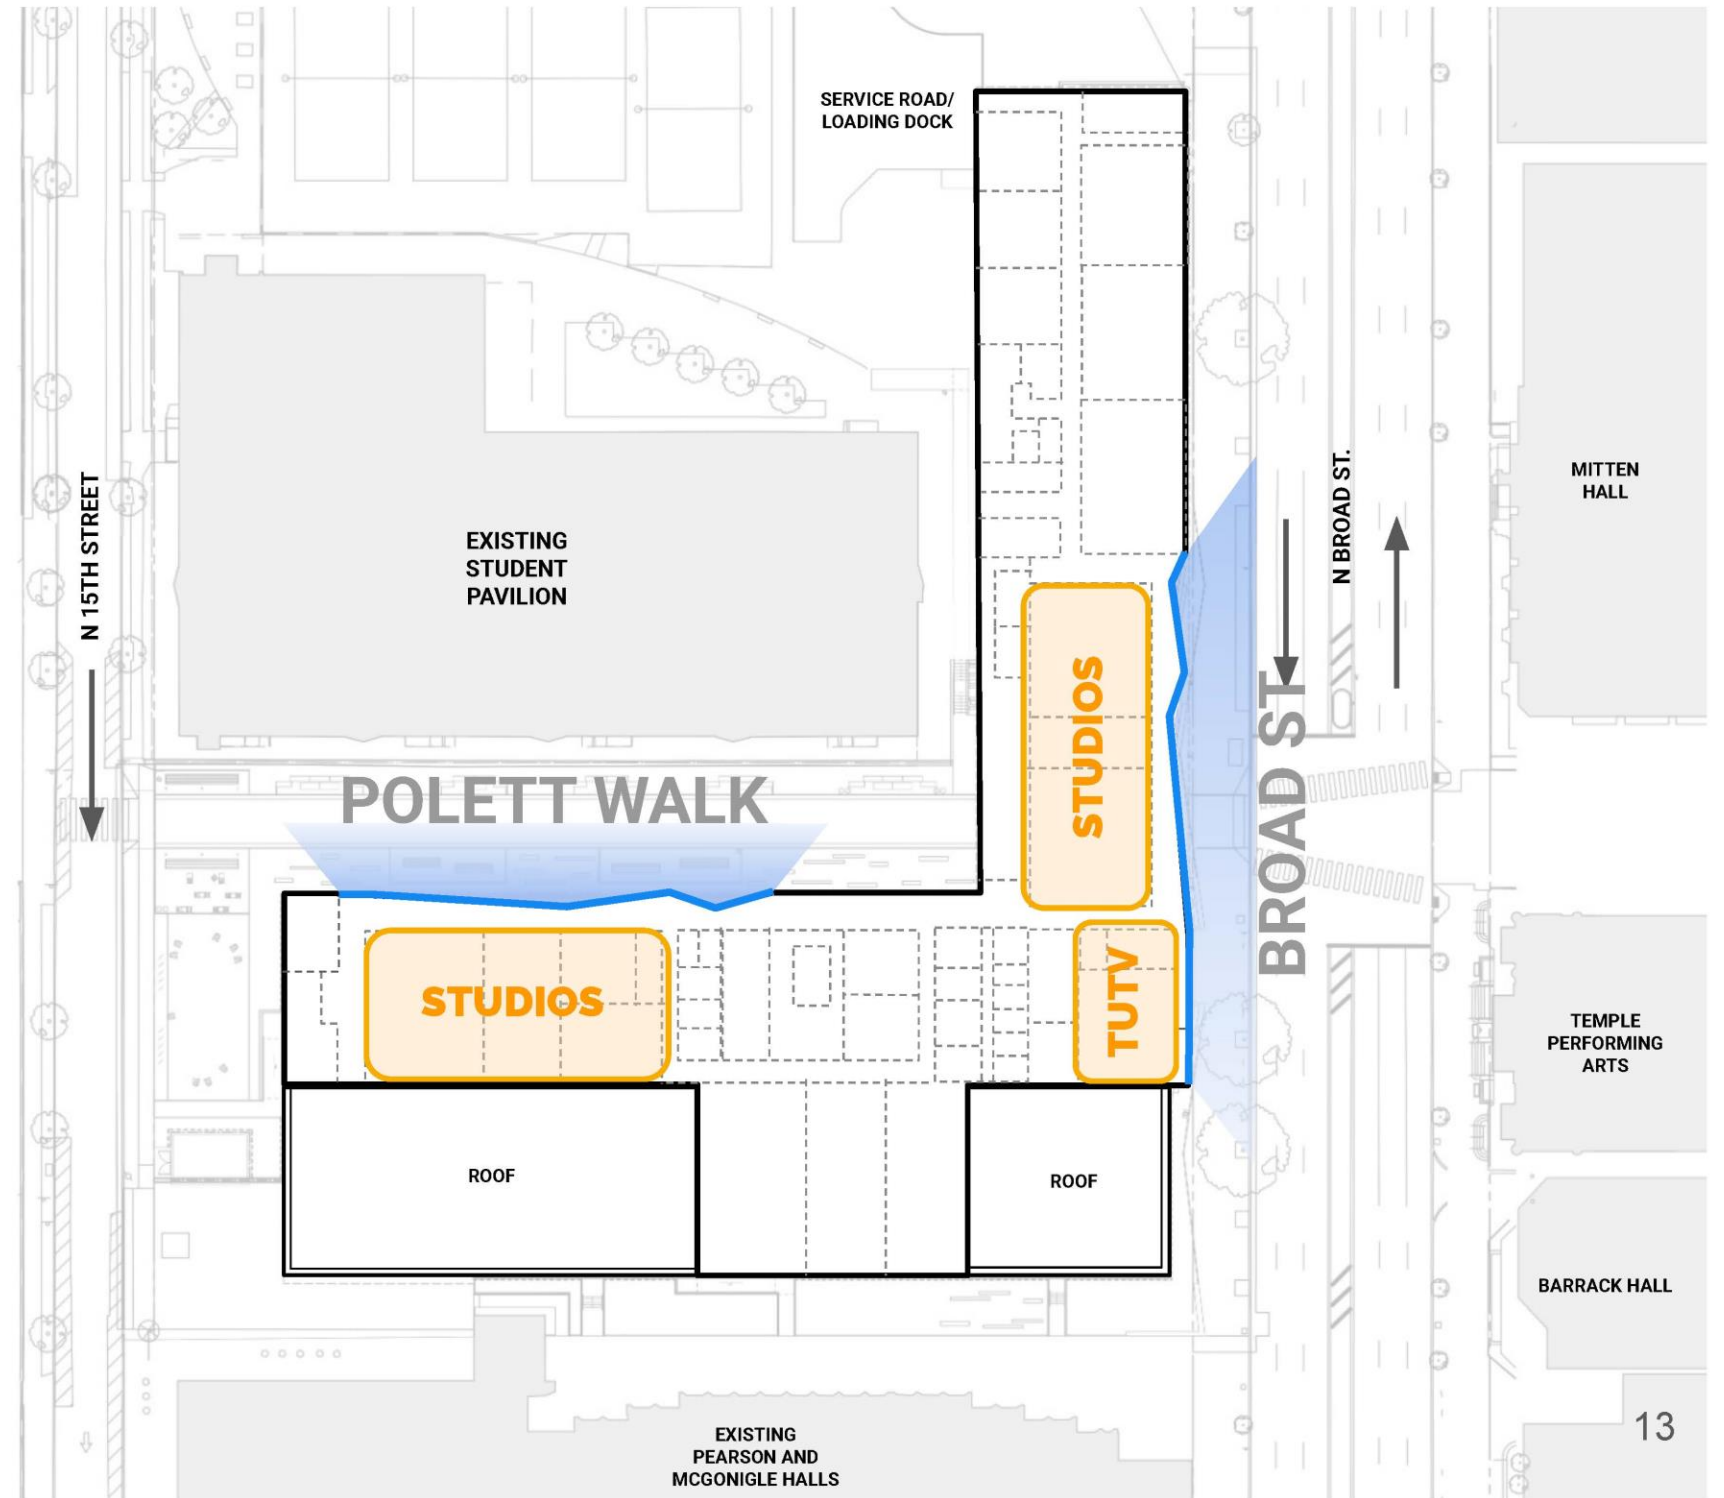 SERVICE ROAD/
LOADING DOCK
MITTEN
HALL
N 15TH STREET
EXISTING
STUDENT
PAVILION
N BROAD ST.
STUDIOS
POLETT WALK
BROAD ST
STUDIOS
TUTV
TEMPLE
PERFORMING
ARTS
ROOF
ROOF
BARRACK HALL
EXISTING
PEARSON AND
MCGONIGLE HALLS
13